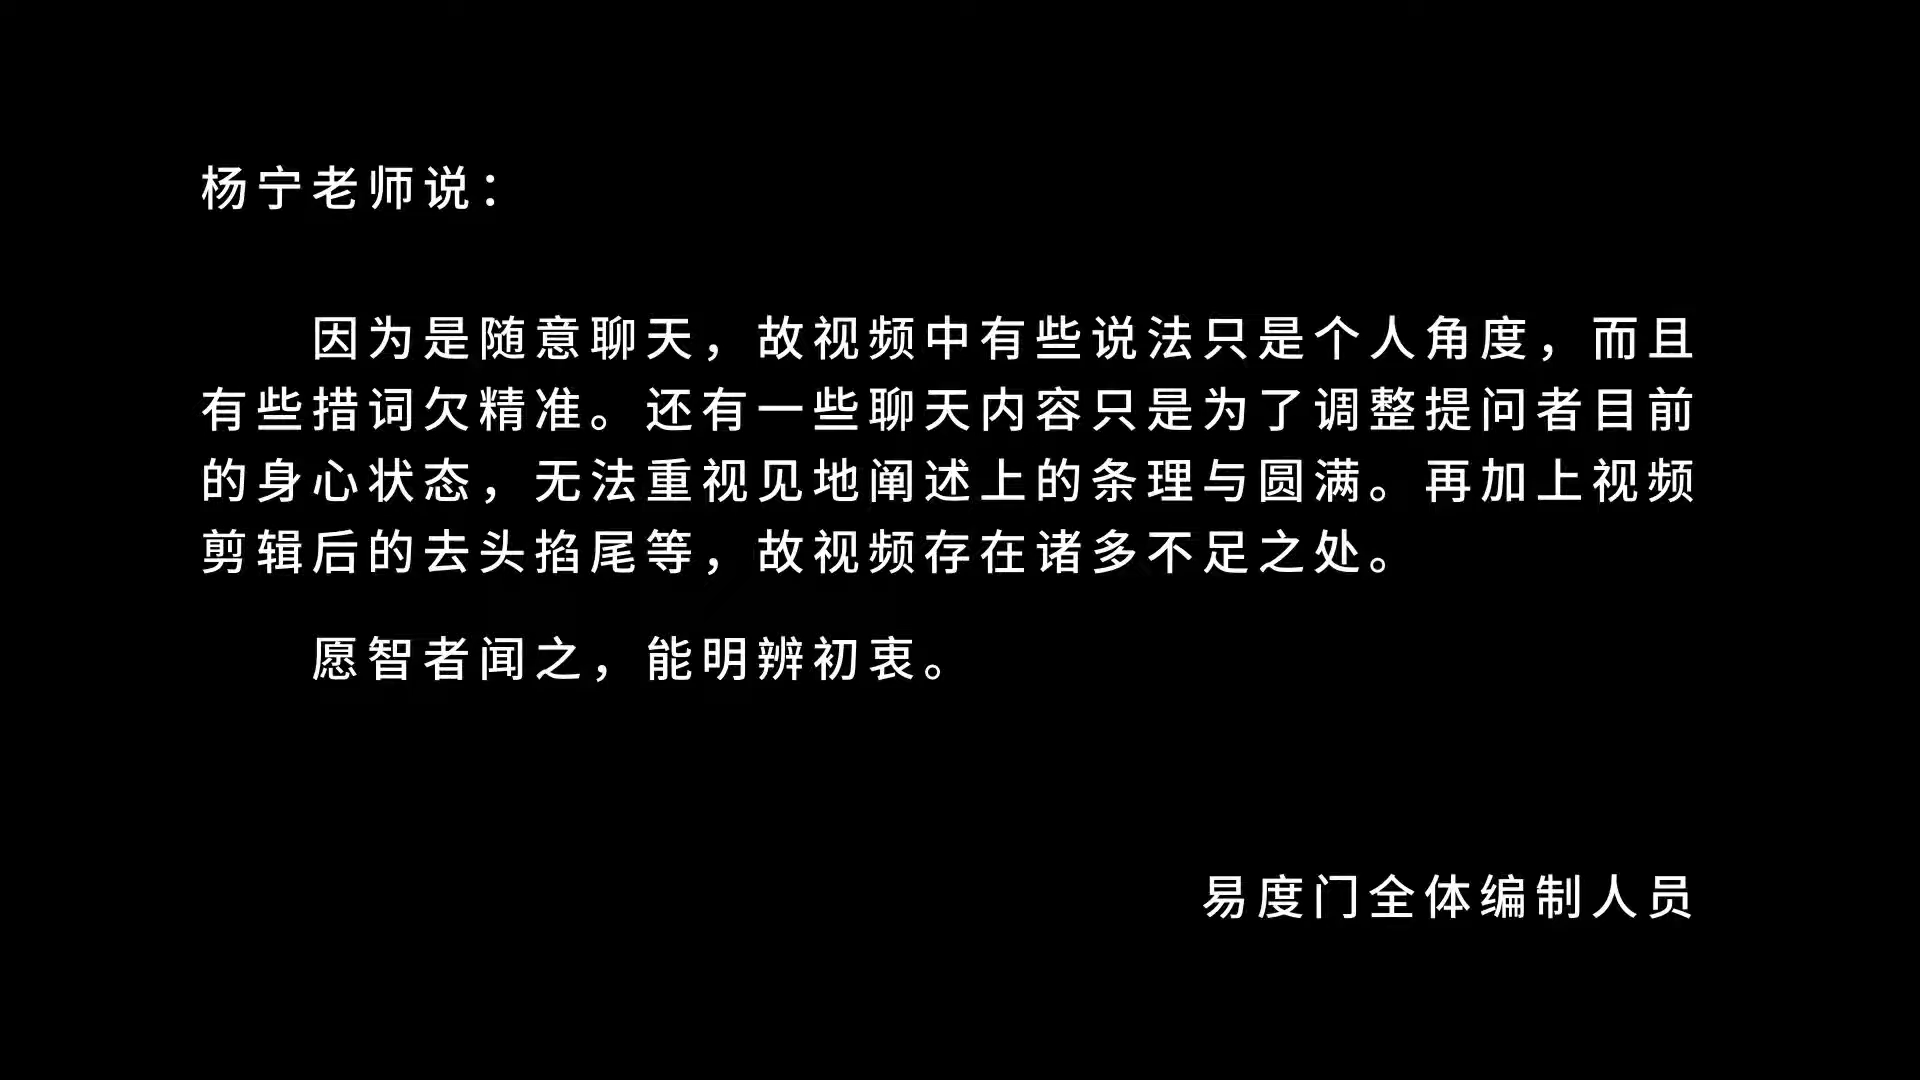 杨宁老师说：
因为是随意聊天，故视频中有些说法只是个人角度，而且
有些措词欠精准。还有一些聊天内容只是为了调整提问者目前
的身心状态，无法重视见地阐述上的条理与圆满。再加上视频
剪辑后的去头掐尾等，故视频存在诸多不足之处。
愿智者闻之，能明辨初衷。
易度门全体编制人员